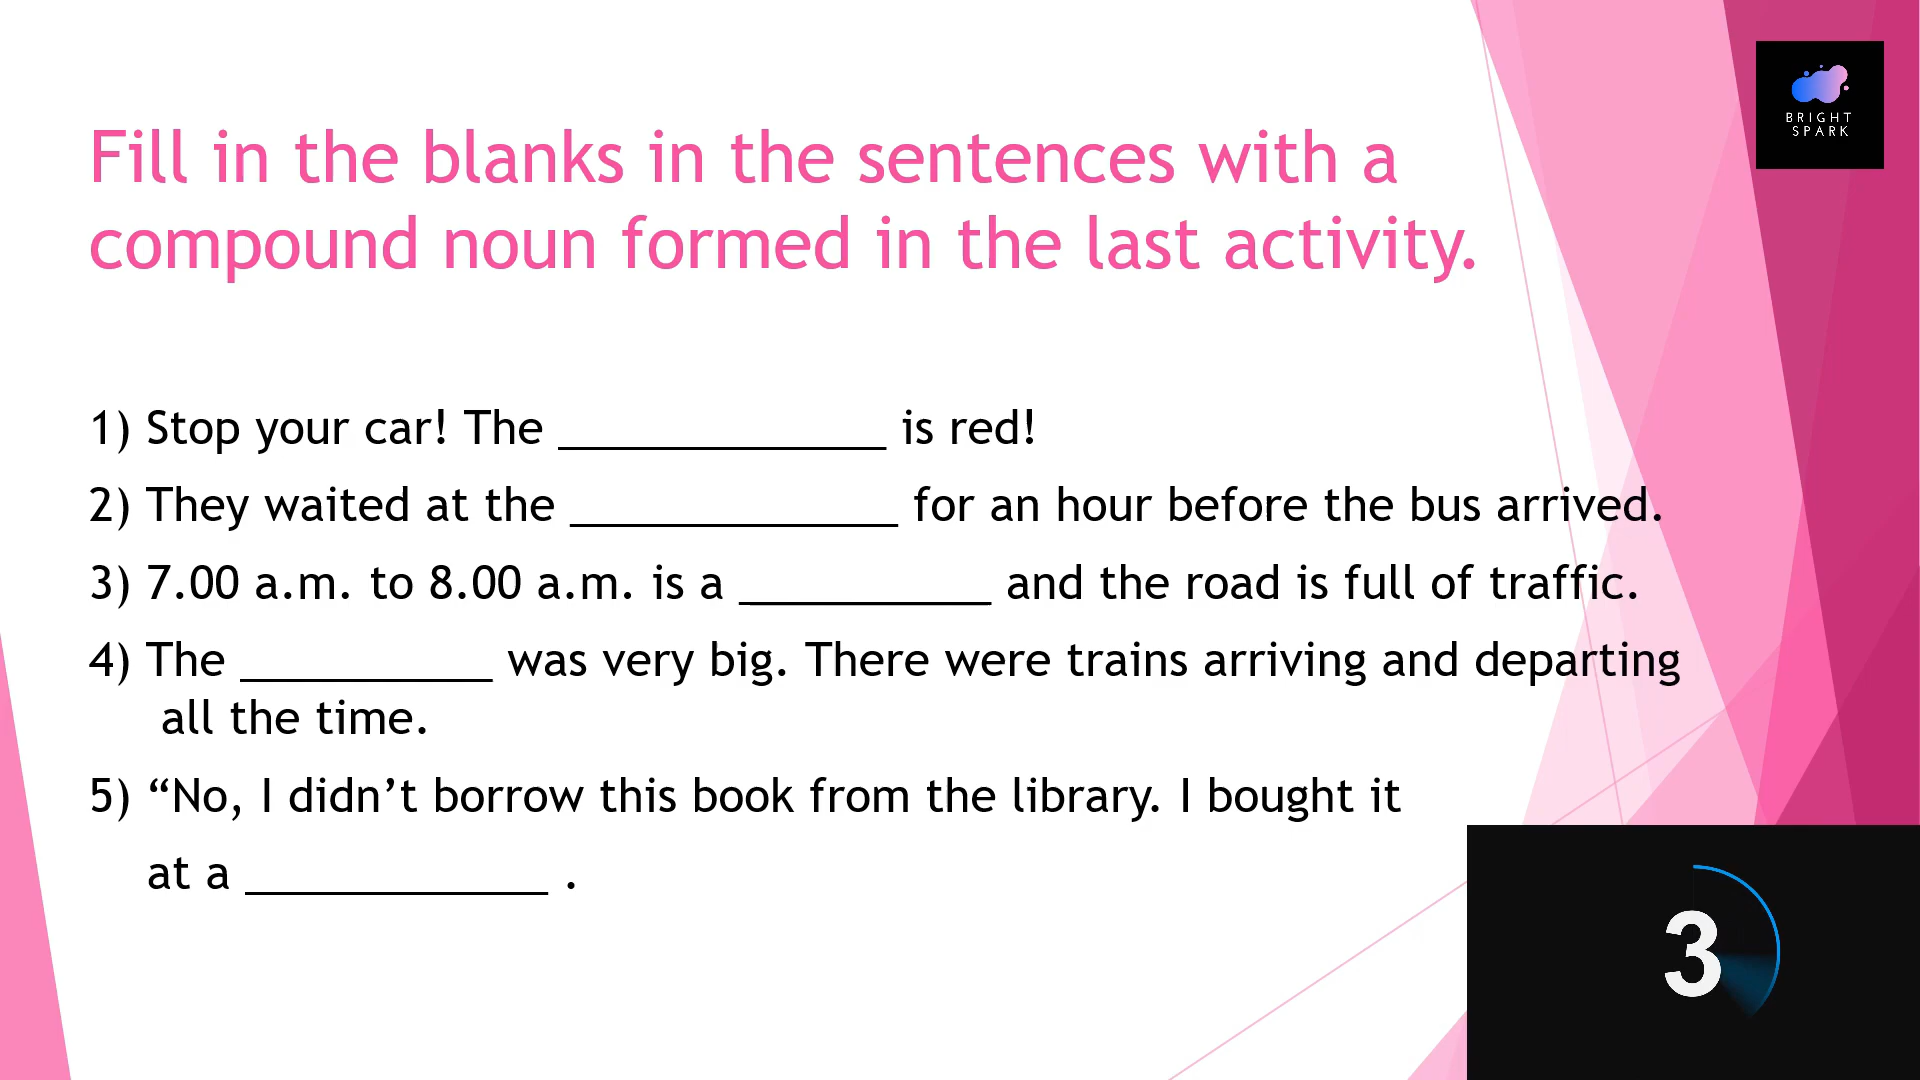 BRIGHT
SPARK
Fill in the blanks in the sentences with a
compound noun formed in the last activity.
1) Stop your car! The _____________ is red!
2) They waited at the _____________ for an hour before the bus arrived.
3) 7.00 a.m. to 8.00 a.m. is a __________ and the road is full of traffic.
4) The __________ was very big. There were trains arriving and departing
all the time.
5) “No, I didn’t borrow this book from the library. I bought it
at a ____________ .
3